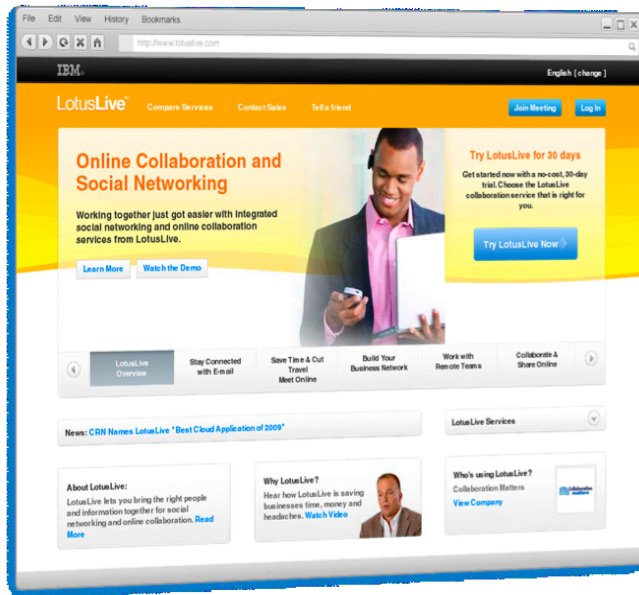 File Edit View History Bookmarks
http://www.lotuslive.com
IBM®
English [ change ]
LotusLive™ Compare Services Contact Sales Tell a friend Join Meeting Log In
Online Collaboration and
Social Networking
Working together just got easier with integrated
social networking and online collaboration
services from LotusLive.
Learn More Watch the Demo
Try LotusLive for 30 days
Get started now with a no-cost, 30-day
trial. Choose the LotusLive
collaboration service that is right for
you.
Try LotusLive Now
LotusLive
Overview
Stay Connected
with E-mail
Save Time & Cut
Travel
Meet Online
Build Your
Business Network
Work with
Remote Teams
Collaborate &
Share Online
News: CRN Names LotusLive "Best Cloud Application of 2009"
LotusLive Services
About LotusLive:
LotusLive lets you bring the right people
and information together for social
networking and online collaboration. Read
More
Why LotusLive?
Hear how LotusLive is saving
businesses time, money and
headaches. Watch Video
Who's using LotusLive?
Collaboration Matters
View Company
Collaboration
matters